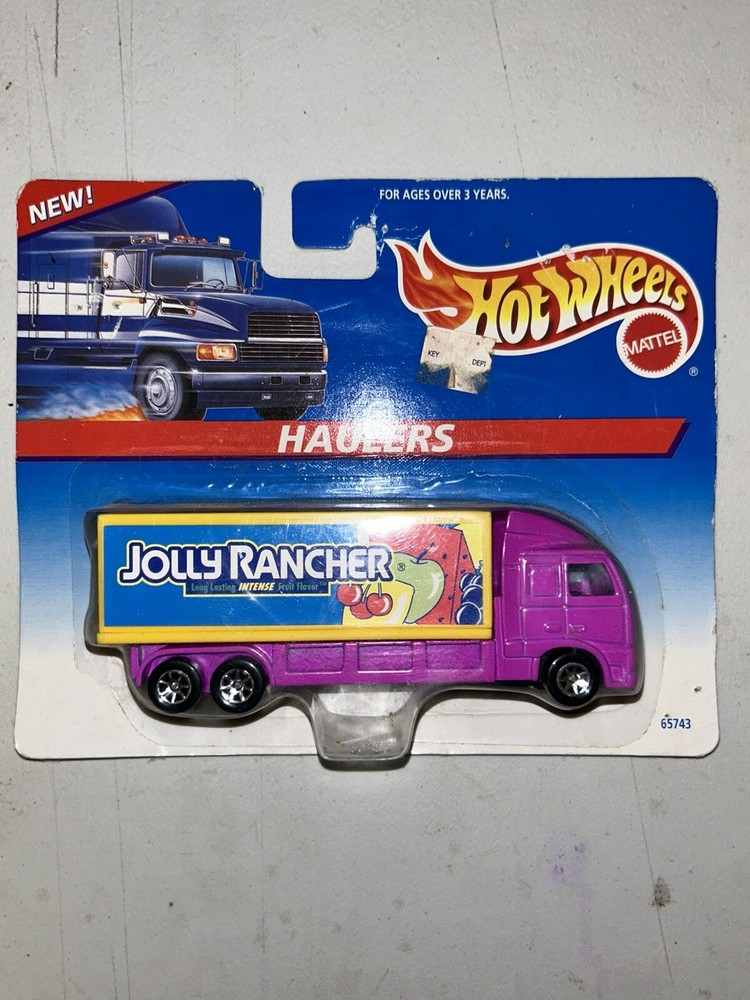 NEW!
FOR AGES OVER 3 YEARS.
HOT WHEELS
MATTEL
®
KEY DEPT
HAULERS
JOLLY RANCHER®
Long Lasting INTENSE Fruit Flavor™
65743